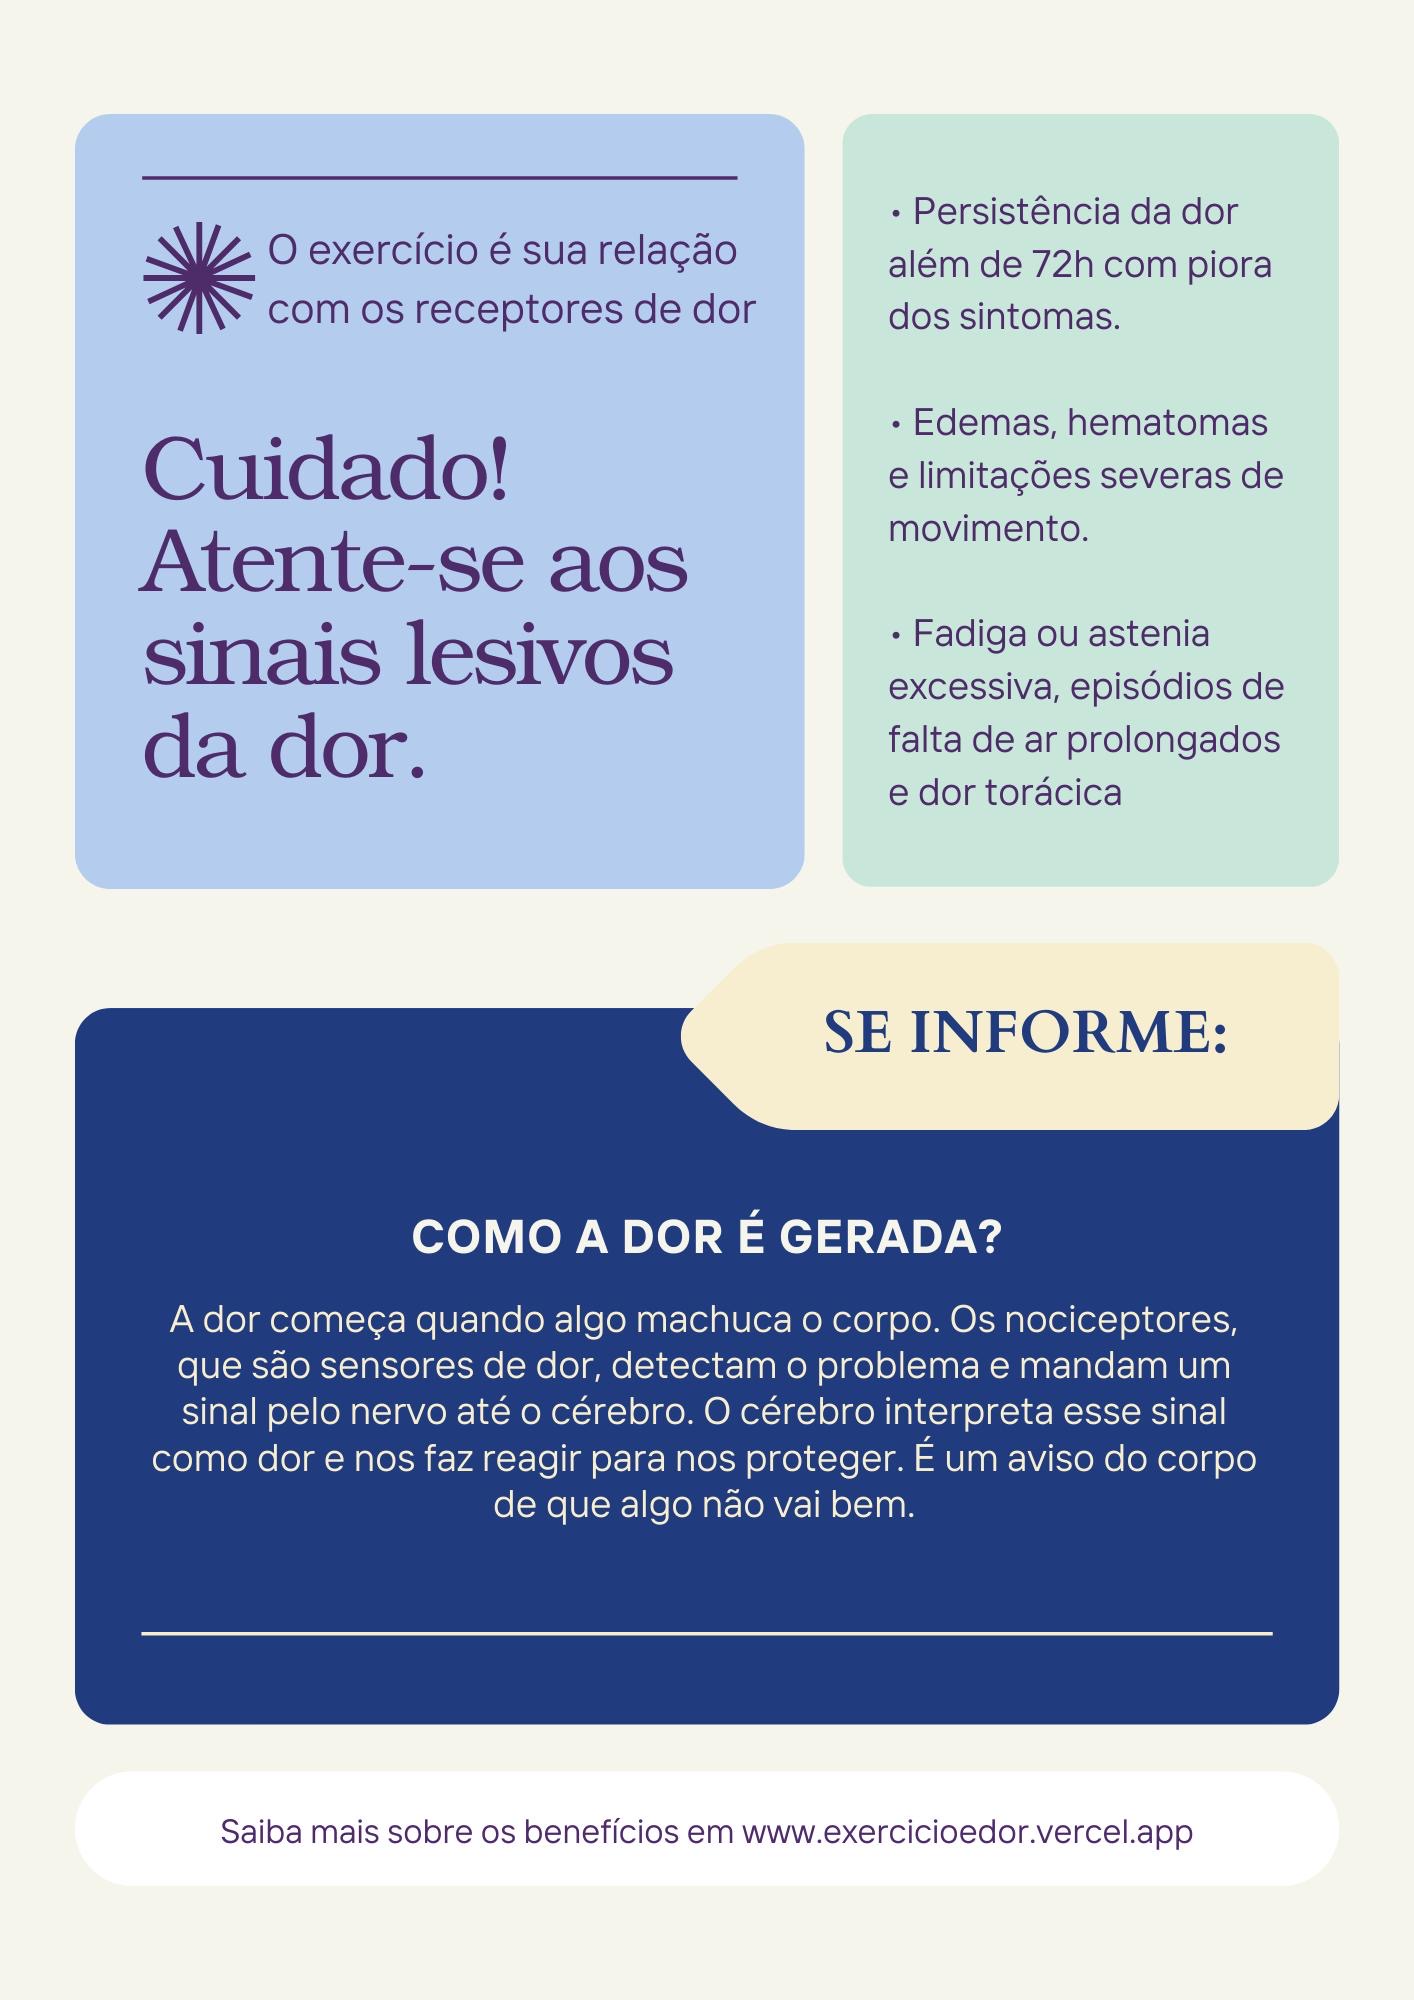 O exercício é sua relação
com os receptores de dor
Cuidado!
Atente-se aos
sinais lesivos
da dor.
• Persistência da dor
além de 72h com piora
dos sintomas.
• Edemas, hematomas
e limitações severas de
movimento.
• Fadiga ou astenia
excessiva, episódios de
falta de ar prolongados
e dor torácica
SE INFORME:
COMO A DOR É GERADA?
A dor começa quando algo machuca o corpo. Os nociceptores,
que são sensores de dor, detectam o problema e mandam um
sinal pelo nervo até o cérebro. O cérebro interpreta esse sinal
como dor e nos faz reagir para nos proteger. É um aviso do corpo
de que algo não vai bem.
Saiba mais sobre os benefícios em www.exercicioedor.vercel.app